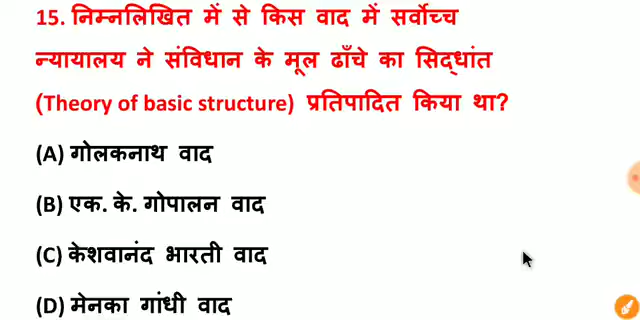 15. निम्नलिखित में से किस वाद में सर्वोच्च
न्यायालय ने संविधान के मूल ढाँचे का सिद्धांत
(Theory of basic structure) प्रतिपादित किया था?
(A) गोलकनाथ वाद
(B) एक. के. गोपालन वाद
(C) केशवानंद भारती वाद
(D) मेनका गांधी वाद